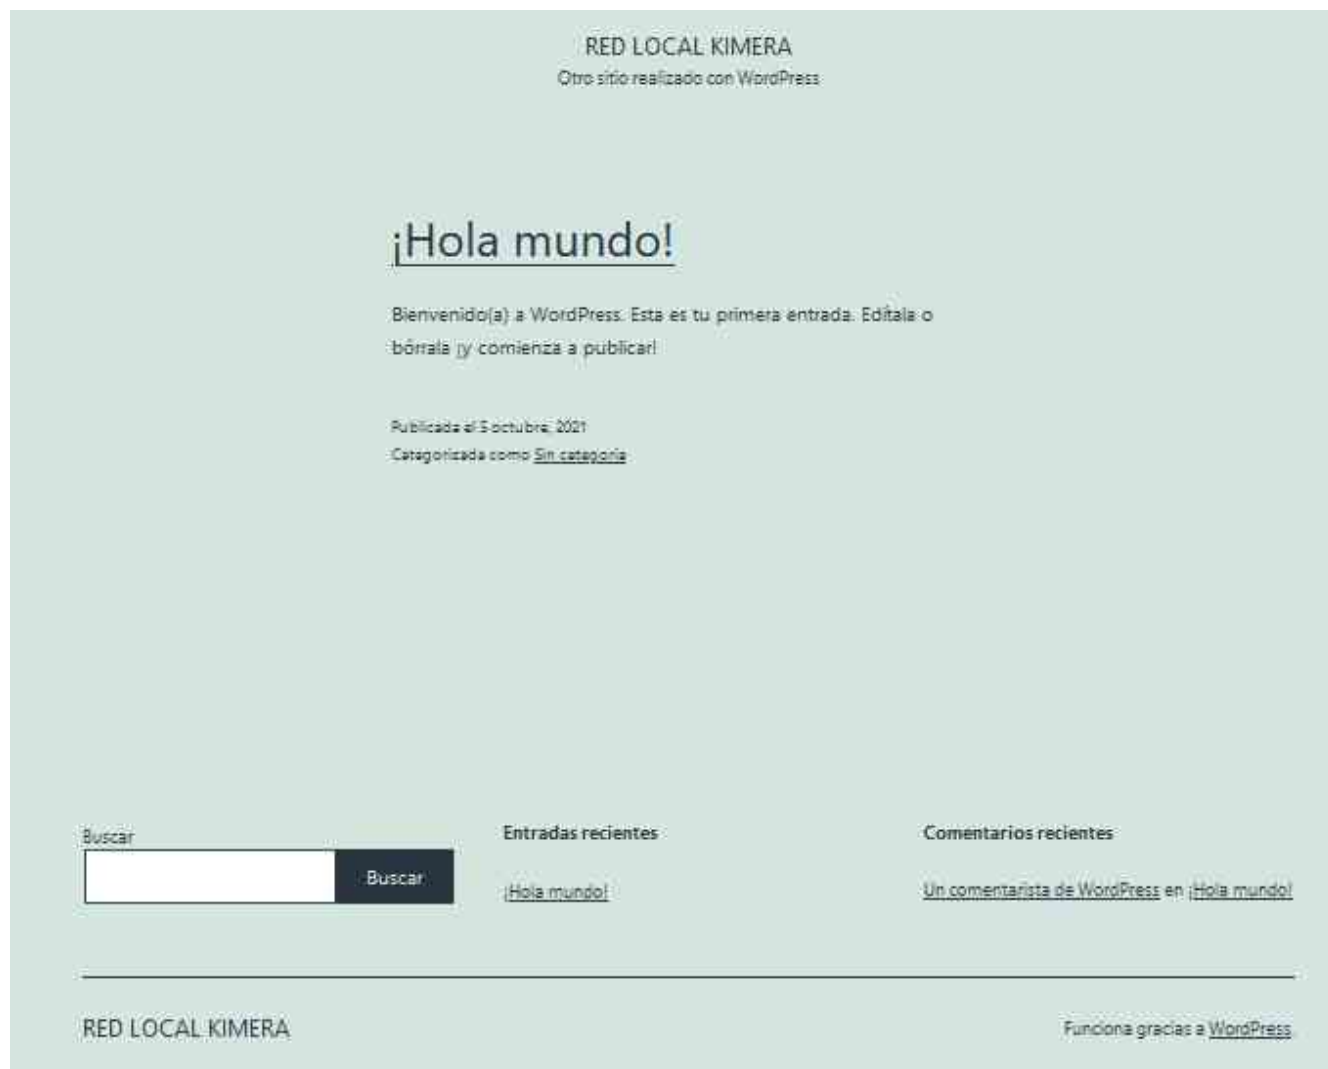 RED LOCAL KIMERA
Otro sitio realizado con WordPress
¡Hola mundo!
Bienvenido(a) a WordPress. Esta es tu primera entrada. Edítala o
bórrala ¡y comienza a publicar!
Publicada el 5 octubre, 2021
Categorizada como Sin categoría
Buscar
Buscar
Entradas recientes
¡Hola mundo!
Comentarios recientes
Un comentarista de WordPress en ¡Hola mundo!
RED LOCAL KIMERA
Funciona gracias a WordPress.